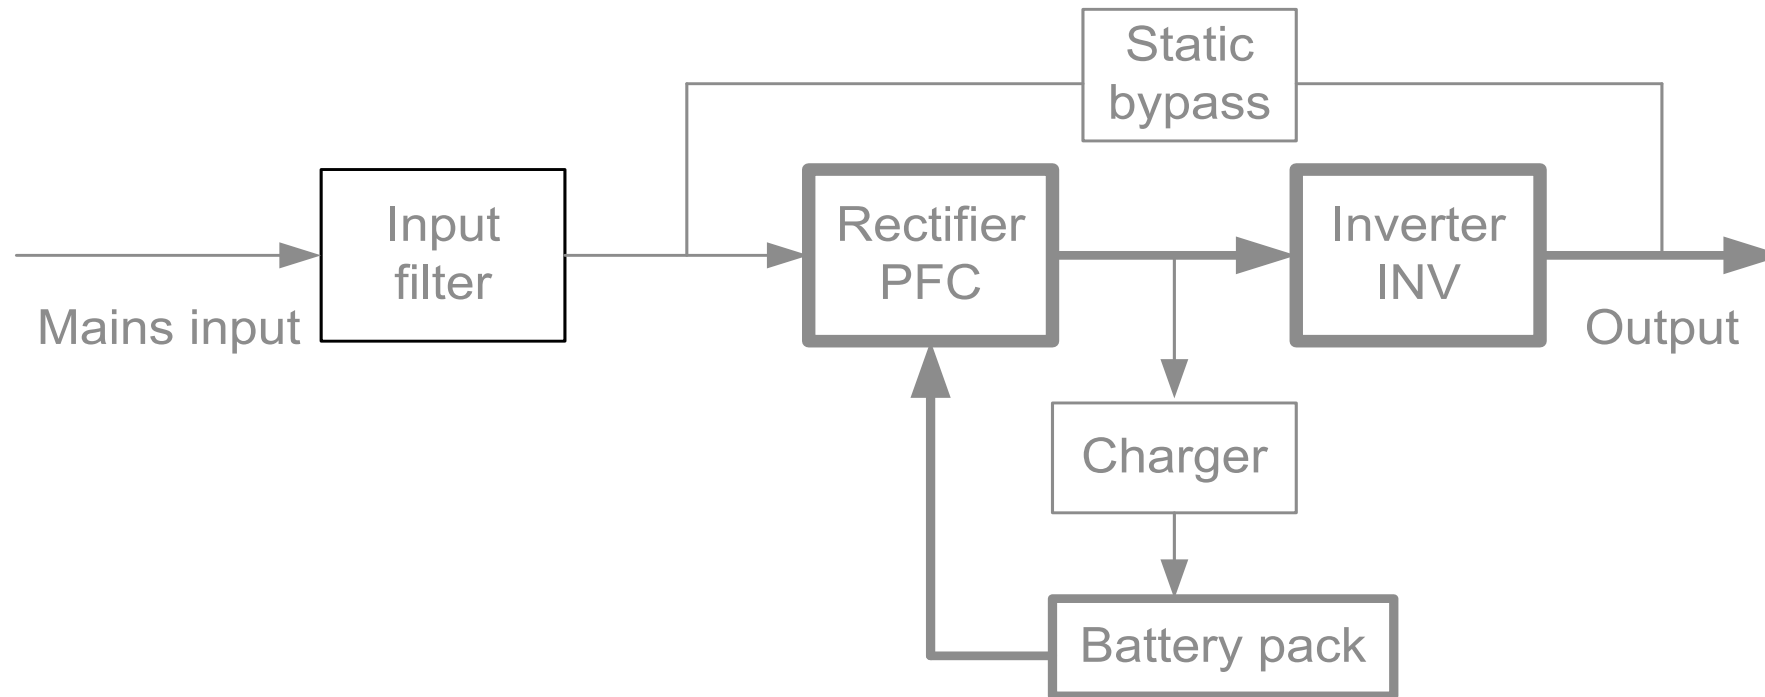 Static
bypass
Input
filter
Rectifier
PFC
Inverter
INV
Mains input
Output
Charger
Battery pack